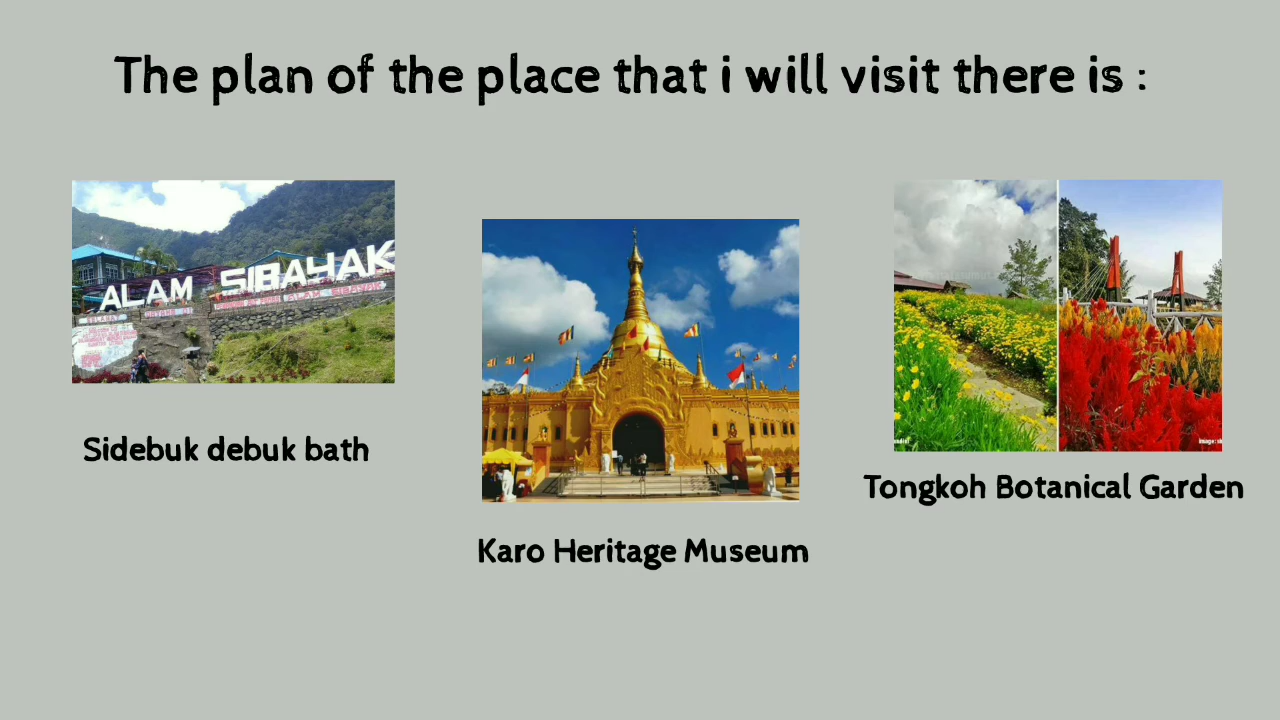 The plan of the place that i will visit there is :
ALAM SIBAYAK
Sidebuk debuk bath
Karo Heritage Museum
Tongkoh Botanical Garden